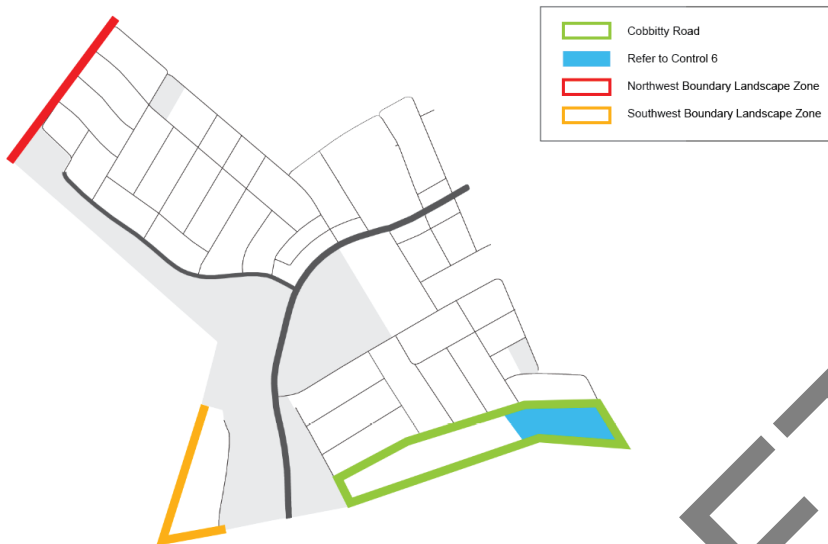 Cobbitty Road
Refer to Control 6
Northwest Boundary Landscape Zone
Southwest Boundary Landscape Zone